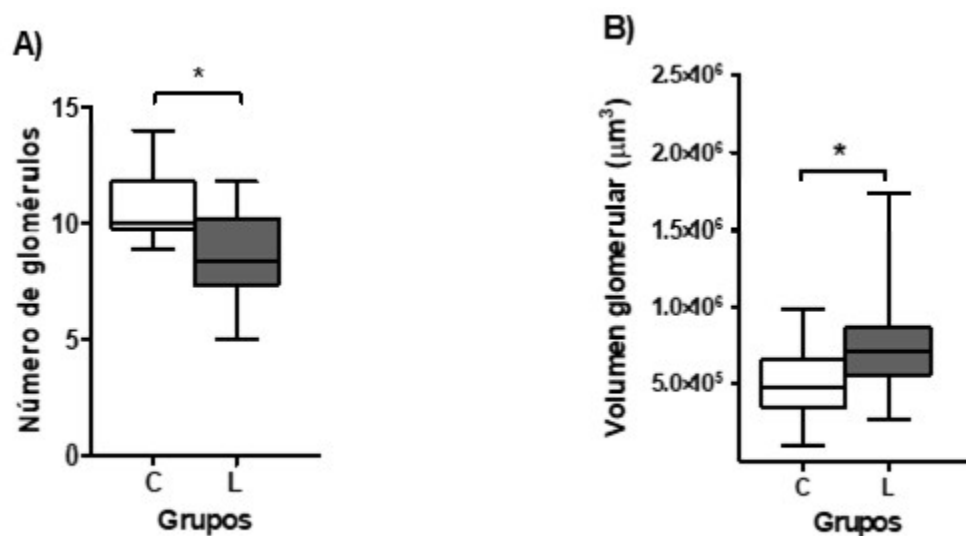 A)
*
Número de glomérulos
15
10
5
0
C L
Grupos
B)
*
Volumen glomerular (μm³)
2.5×10⁶
2.0×10⁶
1.5×10⁶
1.0×10⁶
5.0×10⁵
C L
Grupos